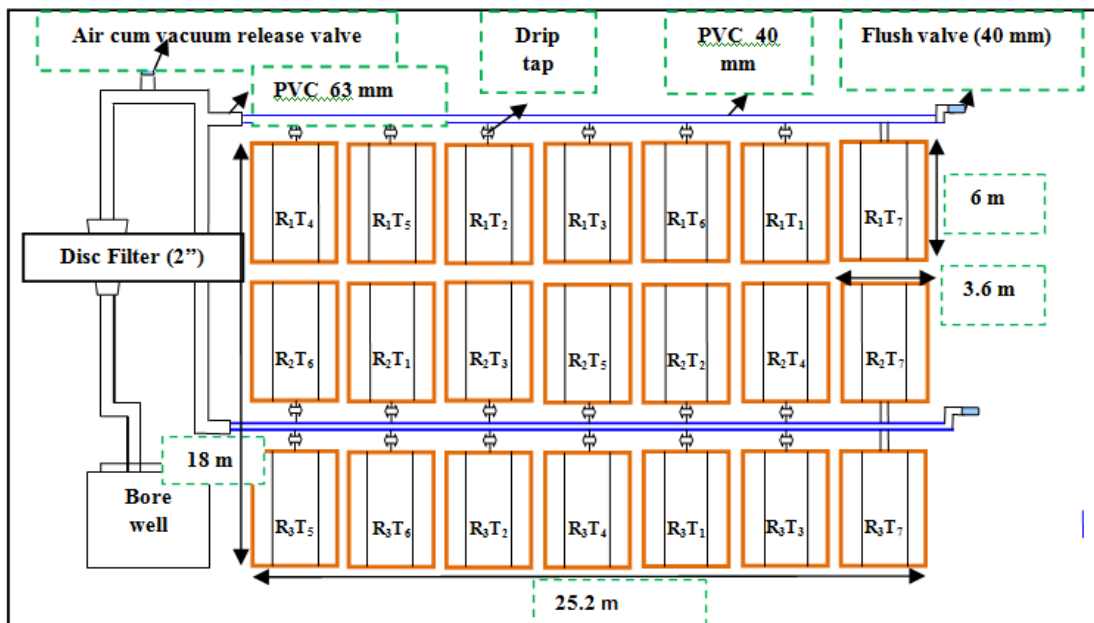 Air cum vacuum release valve
Drip
tap
PVC 40
mm
Flush valve (40 mm)
PVC 63 mm
R₁T₄
R₁T₅
R₁T₂
R₁T₃
R₁T₆
R₁T₁
R₁T₇
6 m
Disc Filter (2”)
3.6 m
R₂T₆
R₂T₁
R₂T₃
R₂T₅
R₂T₂
R₂T₄
R₂T₇
18 m
Bore
well
R₃T₅
R₃T₆
R₃T₂
R₃T₄
R₃T₁
R₃T₃
R₃T₇
25.2 m